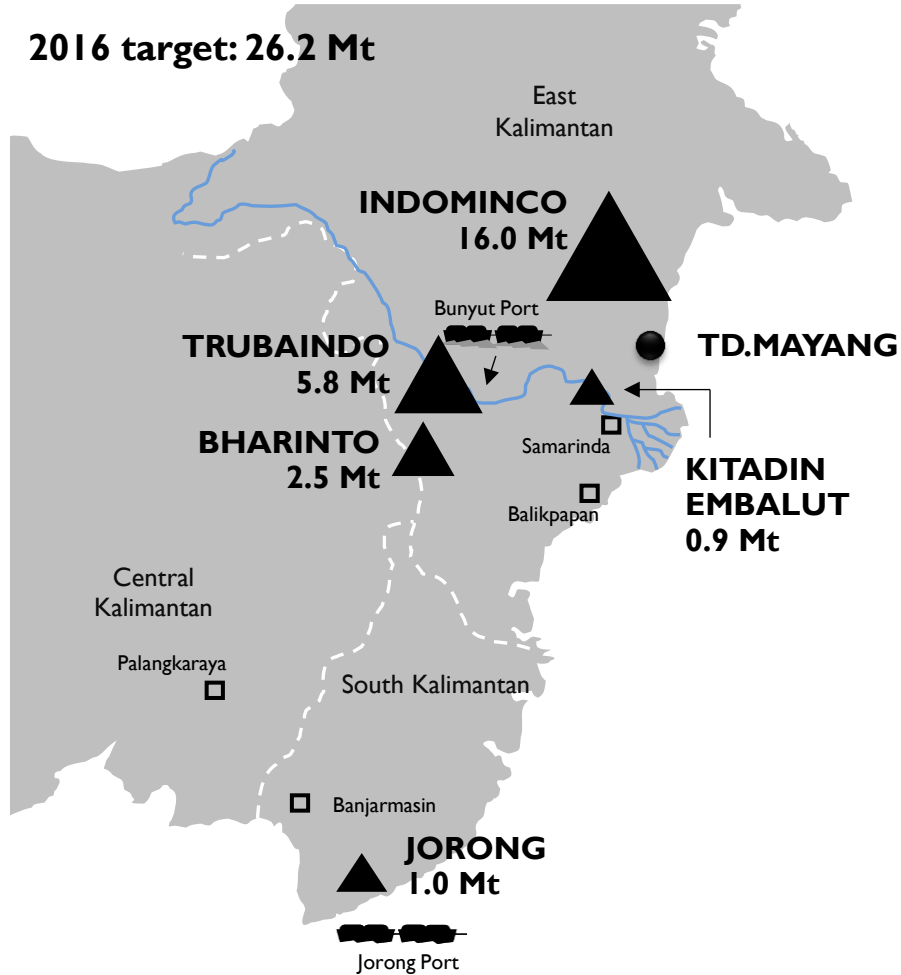 2016 target: 26.2 Mt
East
Kalimantan
INDOMINCO
16.0 Mt
Bunyut Port
TRUBAINDO
5.8 Mt
TD.MAYANG
BHARINTO
2.5 Mt
Samarinda
KITADIN
EMBALUT
0.9 Mt
Balikpapan
Central
Kalimantan
Palangkaraya
South Kalimantan
Banjarmasin
JORONG
1.0 Mt
Jorong Port